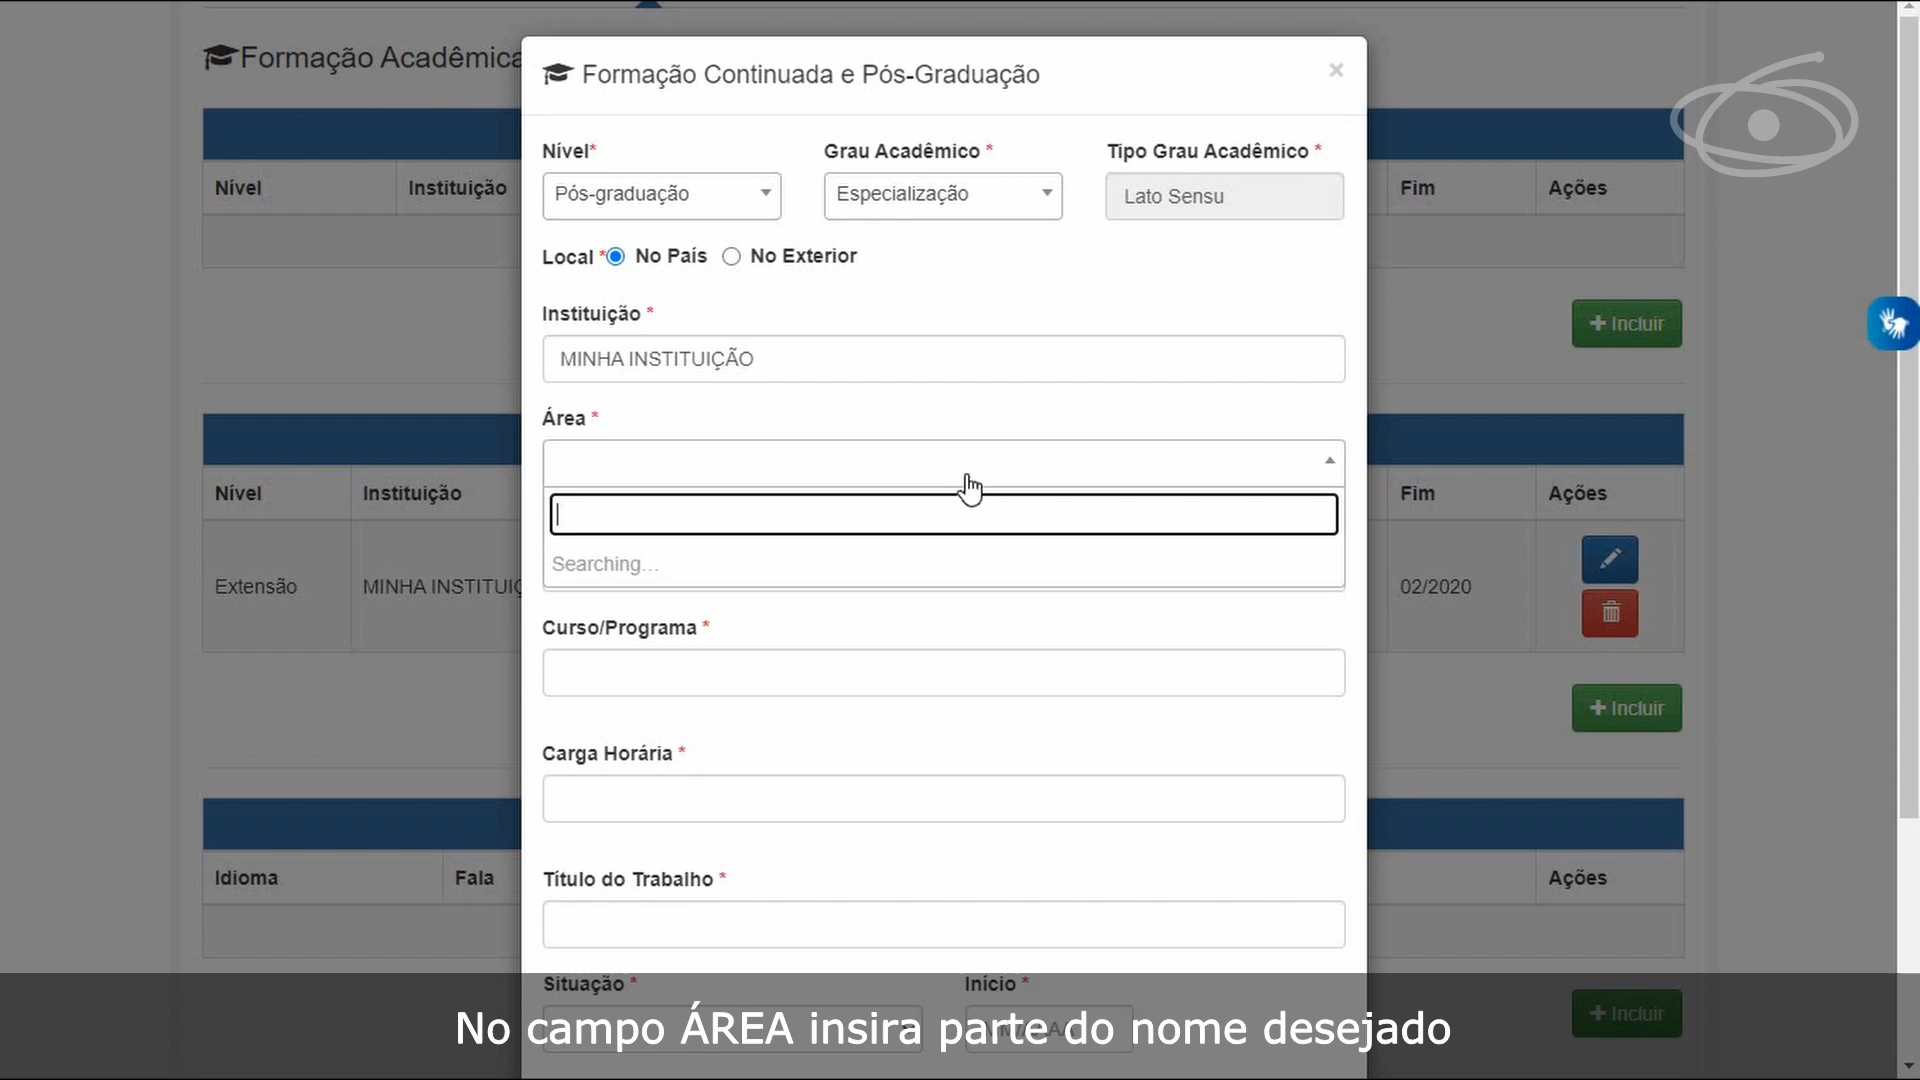 Formação Acadêmica
Formação Continuada e Pós-Graduação
×
Nível*
Grau Acadêmico *
Tipo Grau Acadêmico *
Pós-graduação
Especialização
Lato Sensu
Nível
Instituição
Fim
Ações
Local *
No País
No Exterior
Instituição *
MINHA INSTITUIÇÃO
+ Incluir
Área *
Searching…
Nível
Instituição
Fim
Ações
Extensão
MINHA INSTITUIÇ
02/2020
Curso/Programa *
+ Incluir
Carga Horária *
Título do Trabalho *
Idioma
Fala
Ações
Situação *
Início *
+ Incluir
No campo ÁREA insira parte do nome desejado